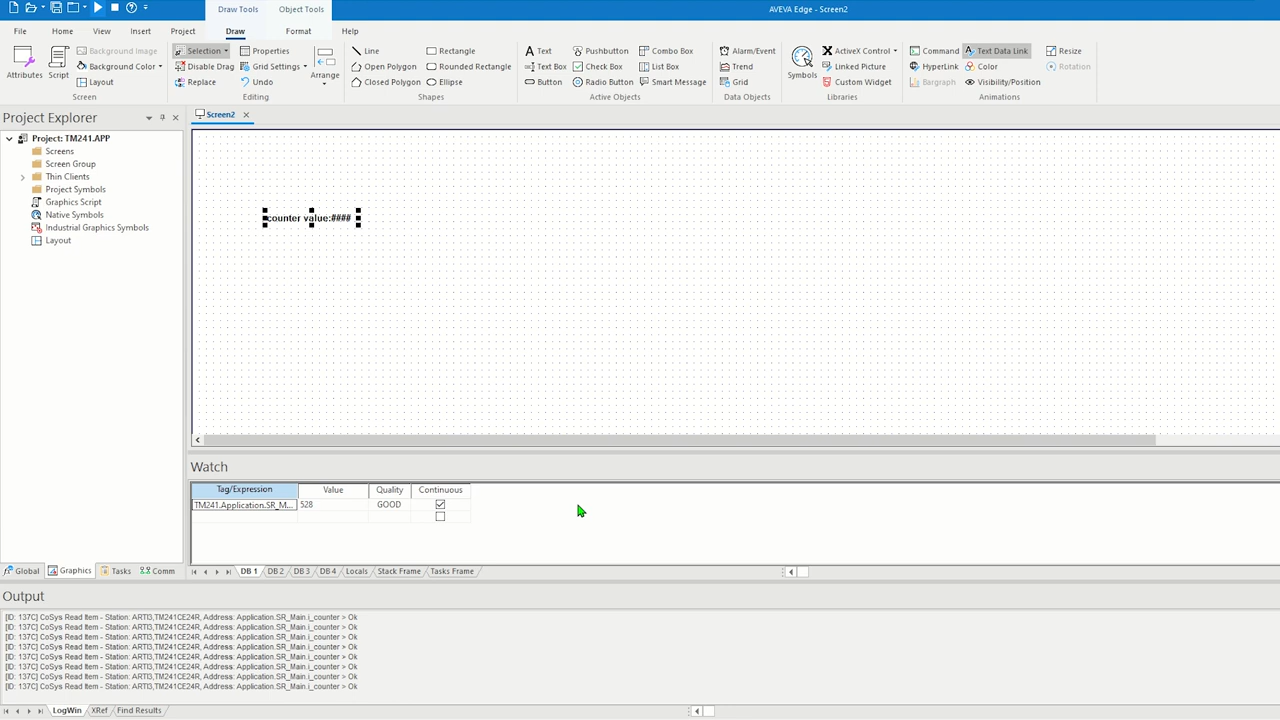 Draw Tools Object Tools AVEVA Edge - Screen2
File Home View Insert Project Draw Format Help
Attributes Script Background Image Background Color Layout
Screen
Selection Properties Disable Drag Grid Settings Replace Undo Arrange
Editing
Line Rectangle Open Polygon Rounded Rectangle Closed Polygon Ellipse
Shapes
Text Pushbutton Combo Box Text Box Check Box List Box Button Radio Button Smart Message
Active Objects
Alarm/Event Trend Grid
Data Objects
Symbols ActiveX Control Linked Picture Custom Widget
Libraries
Command Text Data Link Resize HyperLink Color Rotation Bargraph Visibility/Position
Animations
Project Explorer
Screen2
Project: TM241.APP
Screens
Screen Group
Thin Clients
Project Symbols
Graphics Script
Native Symbols
Industrial Graphics Symbols
Layout
Global Graphics Tasks Comm
counter value:####
Watch
Tag/Expression Value Quality Continuous
TM241.Application.SR_M... 528 GOOD
DB 1 DB 2 DB 3 DB 4 Locals Stack Frame Tasks Frame
Output
[ID: 137C] CoSys Read Item - Station: ARTI3,TM241CE24R, Address: Application.SR_Main.i_counter > Ok
[ID: 137C] CoSys Read Item - Station: ARTI3,TM241CE24R, Address: Application.SR_Main.i_counter > Ok
[ID: 137C] CoSys Read Item - Station: ARTI3,TM241CE24R, Address: Application.SR_Main.i_counter > Ok
[ID: 137C] CoSys Read Item - Station: ARTI3,TM241CE24R, Address: Application.SR_Main.i_counter > Ok
[ID: 137C] CoSys Read Item - Station: ARTI3,TM241CE24R, Address: Application.SR_Main.i_counter > Ok
[ID: 137C] CoSys Read Item - Station: ARTI3,TM241CE24R, Address: Application.SR_Main.i_counter > Ok
[ID: 137C] CoSys Read Item - Station: ARTI3,TM241CE24R, Address: Application.SR_Main.i_counter > Ok
[ID: 137C] CoSys Read Item - Station: ARTI3,TM241CE24R, Address: Application.SR_Main.i_counter > Ok
LogWin XRef Find Results